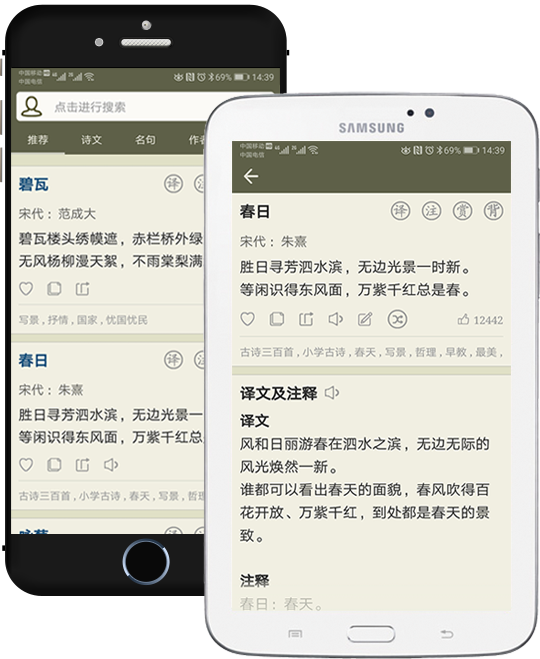 中国移动 HD 4G 2G
中国电信
69% 14:39
点击进行搜索
推荐 诗文 名句 作者
碧瓦 译 注
宋代：范成大
碧瓦楼头绣幙遮，赤栏桥外绿
无风杨柳漫天絮，不雨棠梨满
写景，抒情，国家，忧国忧民
春日 译 注
宋代：朱熹
胜日寻芳泗水滨，无边光景一
等闲识得东风面，万紫千红总
古诗三百首，小学古诗，春天，写景，哲理
SAMSUNG
中国移动 HD 4G 2G
中国电信
69% 14:39
春日 译 注 赏 背
宋代：朱熹
胜日寻芳泗水滨，无边光景一时新。
等闲识得东风面，万紫千红总是春。
12442
古诗三百首，小学古诗，春天，写景，哲理，早教，最美，
译文及注释
译文
风和日丽游春在泗水之滨，无边无际的
风光焕然一新。
谁都可以看出春天的面貌，春风吹得百
花开放、万紫千红，到处都是春天的景
致。
注释
春日：春天。